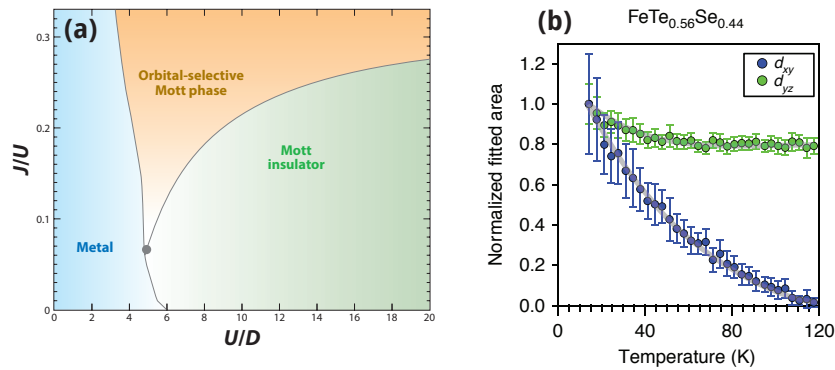 (a)
0.3
0.2
0.1
0
J/U
Orbital-selective
Mott phase
Mott
insulator
Metal
0 2 4 6 8 10 12 14 16 18 20
U/D
(b)
FeTe0.56Se0.44
dxy
dyz
1.2
1.0
0.8
0.6
0.4
0.2
0.0
Normalized fitted area
0 40 80 120
Temperature (K)